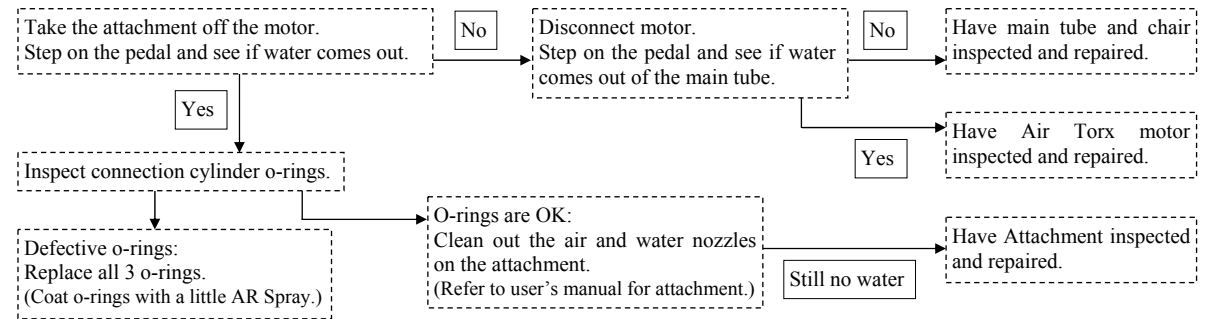 Take the attachment off the motor.
Step on the pedal and see if water comes out.
No
Disconnect motor.
Step on the pedal and see if water
comes out of the main tube.
No
Have main tube and chair
inspected and repaired.
Yes
Yes
Have Air Torx motor
inspected and repaired.
Inspect connection cylinder o-rings.
Defective o-rings:
Replace all 3 o-rings.
(Coat o-rings with a little AR Spray.)
O-rings are OK:
Clean out the air and water nozzles
on the attachment.
(Refer to user’s manual for attachment.)
Still no water
Have Attachment inspected
and repaired.